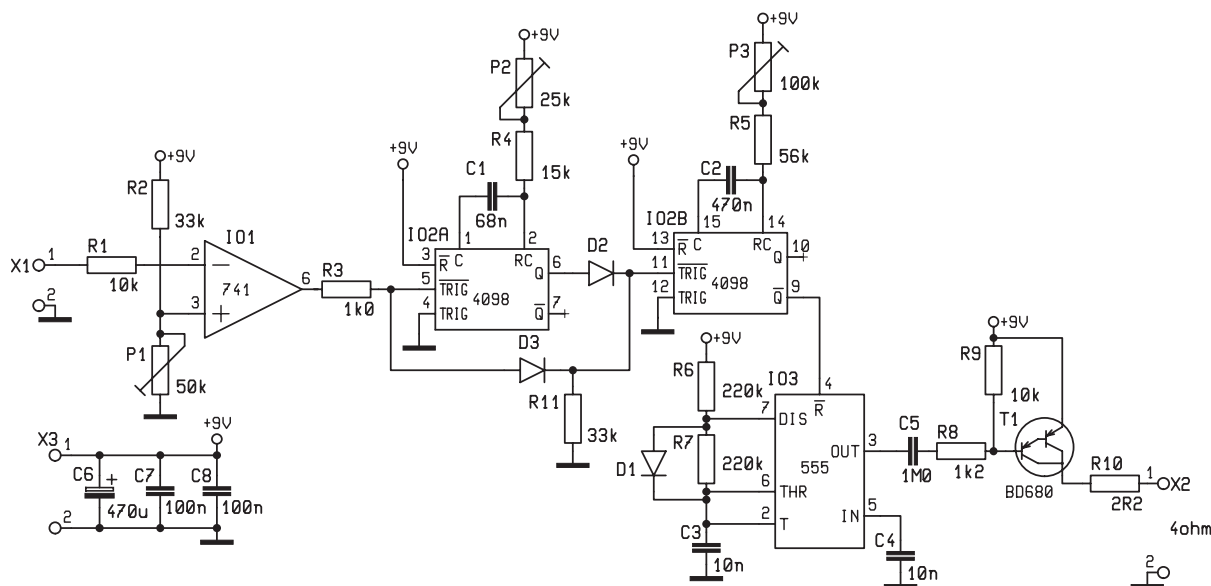 +9V
P2
25k
R4
15k
+9V
P3
100k
R5
56k
+9V
R2
33k
X1
1
R1
10k
2
IO1
2
3
741
6
P1
50k
R3
1k0
+9V
IO2A
C1
68n
1
2
3
R
C
RC
5
TRIG
4
TRIG
4098
Q
6
Q
7
D2
D3
R11
33k
+9V
IO2B
C2
470n
15
14
13
R
C
RC
10
Q
11
TRIG
12
TRIG
4098
Q
9
+9V
R6
220k
R7
220k
D1
IO3
4
R
7
DIS
OUT
3
555
6
THR
2
T
IN
5
C3
10n
C4
10n
C5
1M0
R8
1k2
+9V
R9
10k
T1
BD680
R10
2R2
1
X2
4ohm
2
X3
1
+9V
C6
+
470u
C7
100n
C8
100n
2